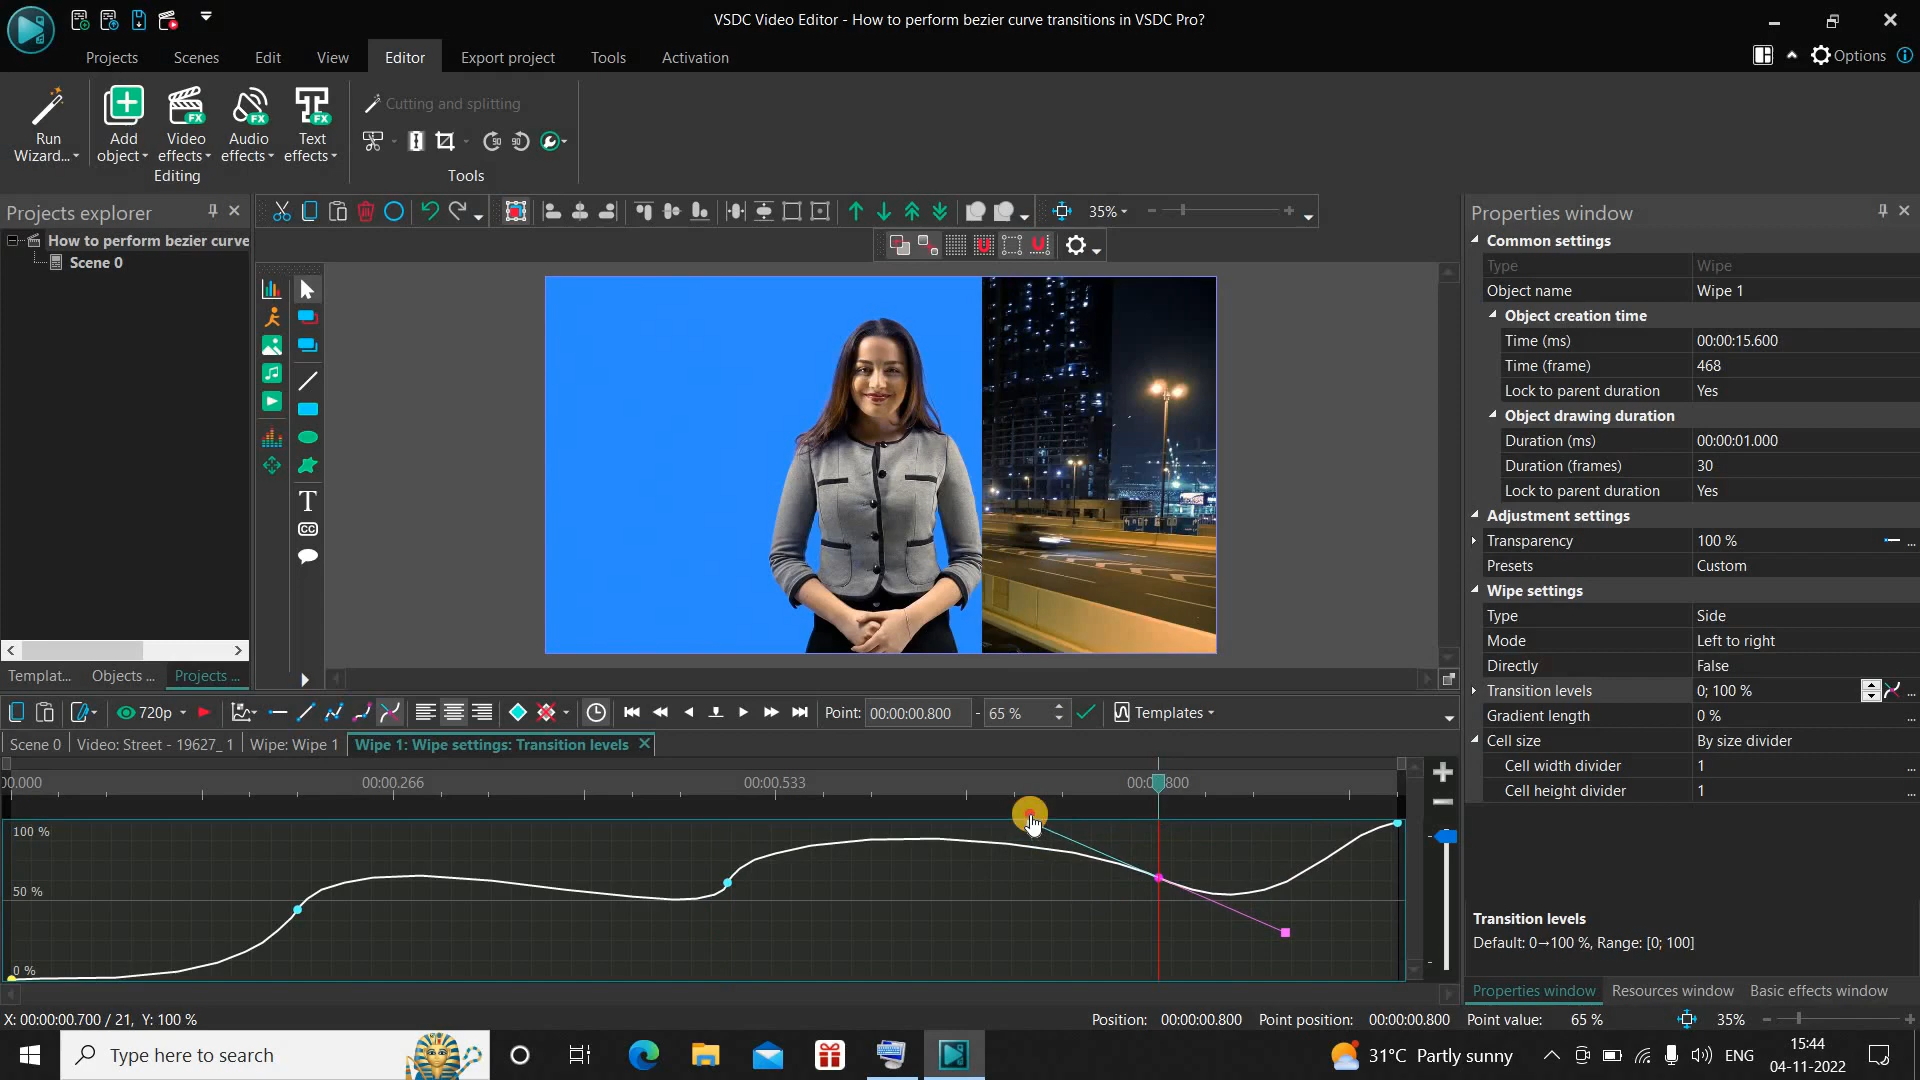 VSDC Video Editor - How to perform bezier curve transitions in VSDC Pro?
Projects Scenes Edit View Editor Export project Tools Activation
Options
Run Wizard...
Add object
Video effects
Audio effects
Text effects
Editing
Cutting and splitting
Tools
Projects explorer
How to perform bezier curve
Scene 0
Templat... Objects ... Projects ...
35%
Properties window
Common settings
Type Wipe
Object name Wipe 1
Object creation time
Time (ms) 00:00:15.600
Time (frame) 468
Lock to parent duration Yes
Object drawing duration
Duration (ms) 00:00:01.000
Duration (frames) 30
Lock to parent duration Yes
Adjustment settings
Transparency 100 % ...
Presets Custom
Wipe settings
Type Side
Mode Left to right
Directly False
Transition levels 0; 100 % ...
Gradient length 0 % ...
Cell size By size divider
Cell width divider 1 ...
Cell height divider 1 ...
Transition levels
Default: 0→100 %, Range: [0; 100]
Properties window Resources window Basic effects window
720p
Point: 00:00:00.800 - 65 %
Templates
Scene 0 Video: Street - 19627_ 1 Wipe: Wipe 1 Wipe 1: Wipe settings: Transition levels
00.000 00:00.266 00:00.533 00:00.800
100 %
50 %
0 %
X: 00:00:00.700 / 21, Y: 100 %
Position: 00:00:00.800 Point position: 00:00:00.800 Point value: 65 % 35%
Type here to search
31°C Partly sunny
ENG
15:44
04-11-2022